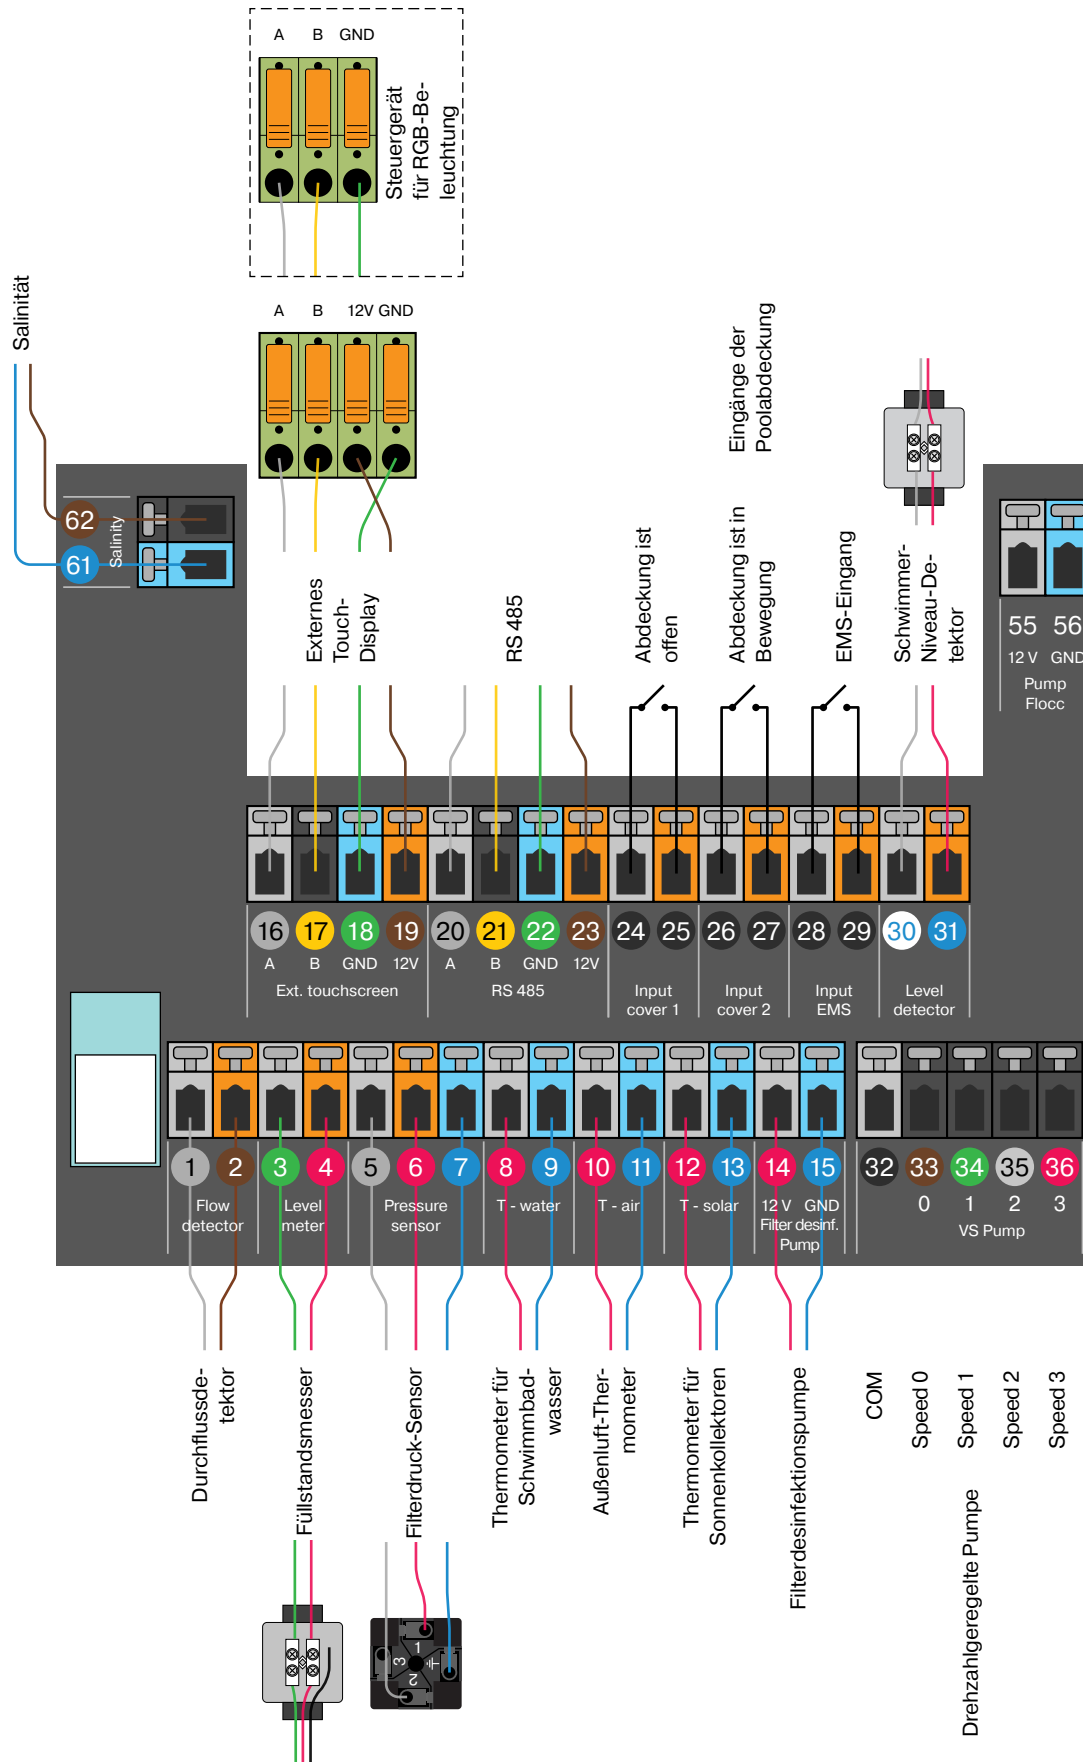 A B GND
Steuergerät
für RGB-Be-
leuchtung
Salinität
A B 12V GND
Eingänge der
Poolabdeckung
62
61
Salinity
Externes
Touch-
Display
RS 485
Abdeckung ist
offen
Abdeckung ist in
Bewegung
EMS-Eingang
Schwimmer-
Niveau-De-
tektor
55 56
12 V GND
Pump
Flocc
16 17 18 19 20 21 22 23 24 25 26 27 28 29 30 31
A B GND 12V A B GND 12V
Ext. touchscreen
RS 485
Input
cover 1
Input
cover 2
Input
EMS
Level
detector
1 2 3 4 5 6 7 8 9 10 11 12 13 14 15 32 33 34 35 36
Flow
detector
Level
meter
Pressure
sensor
T - water
T - air
T - solar
12 V GND
Filter desinf.
Pump
0 1 2 3
VS Pump
Durchflussde-
tektor
Füllstandsmesser
Filterdruck-Sensor
Thermometer für
Schwimmbad-
wasser
Außenluft-Ther-
mometer
Thermometer für
Sonnenkollektoren
Filterdesinfektionspumpe
COM
Speed 0
Speed 1
Speed 2
Speed 3
Drehzahlgeregelte Pumpe
1
3
2